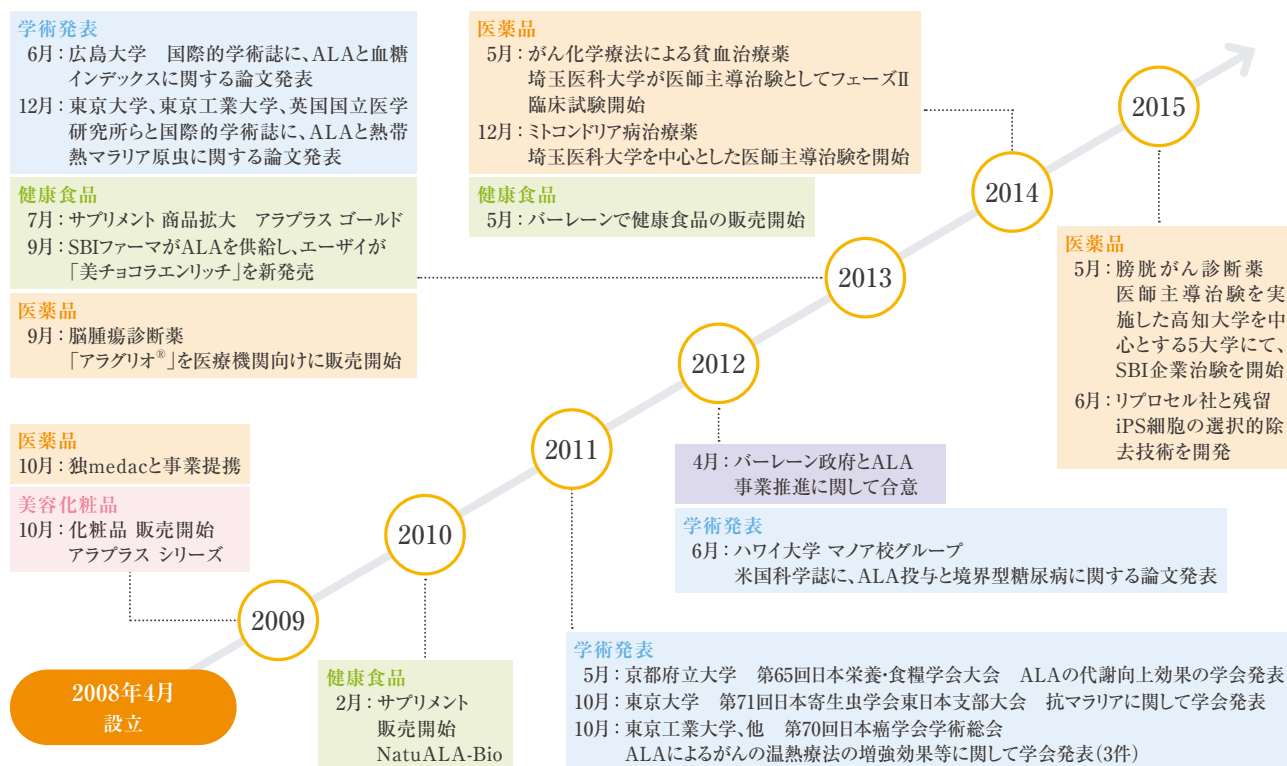 学術発表
6月：広島大学　国際的学術誌に、ALAと血糖
インデックスに関する論文発表
12月：東京大学、東京工業大学、英国国立医学
研究所らと国際的学術誌に、ALAと熱帯
熱マラリア原虫に関する論文発表
健康食品
7月：サプリメント 商品拡大　アラプラス ゴールド
9月：SBIファーマがALAを供給し、エーザイが
「美チョコラエンリッチ」を新発売
医薬品
9月：脳腫瘍診断薬
「アラグリオ®」を医療機関向けに販売開始
医薬品
5月：がん化学療法による貧血治療薬
埼玉医科大学が医師主導治験としてフェーズⅡ
臨床試験開始
12月：ミトコンドリア病治療薬
埼玉医科大学を中心とした医師主導治験を開始
健康食品
5月：バーレーンで健康食品の販売開始
2015
2014
2013
2012
2011
2010
2009
医薬品
5月：膀胱がん診断薬
医師主導治験を実
施した高知大学を中
心とする5大学にて、
SBI企業治験を開始
6月：リプロセル社と残留
iPS細胞の選択的除
去技術を開発
医薬品
10月：独medacと事業提携
美容化粧品
10月：化粧品 販売開始
アラプラス シリーズ
4月：バーレーン政府とALA
事業推進に関して合意
学術発表
6月：ハワイ大学 マノア校グループ
米国科学誌に、ALA投与と境界型糖尿病に関する論文発表
2008年4月
設立
健康食品
2月：サプリメント
販売開始
NatuALA-Bio
学術発表
5月：京都府立大学　第65回日本栄養・食糧学会大会　ALAの代謝向上効果の学会発表
10月：東京大学　第71回日本寄生虫学会東日本支部大会　抗マラリアに関して学会発表
10月：東京工業大学、他　第70回日本癌学会学術総会
ALAによるがんの温熱療法の増強効果等に関して学会発表（3件）